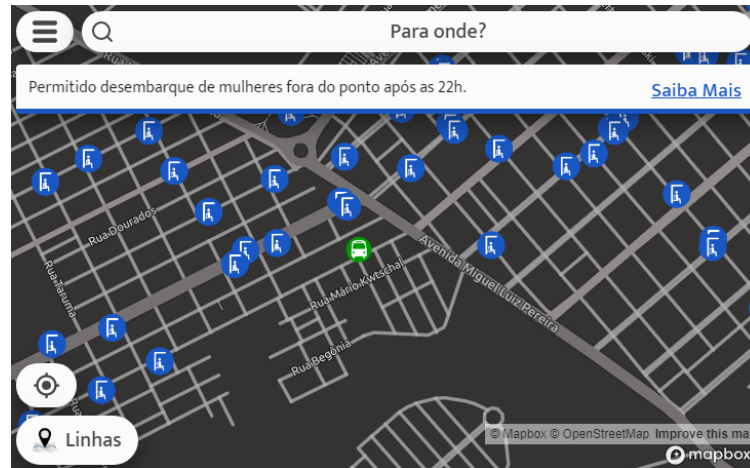 Para onde?
Permitido desembarque de mulheres fora do ponto após as 22h.
Saiba Mais
Rua Dourados
Rua Taruma
Avenida Miguel Luiz Pereira
Rua Mário Kwtschal
Rua Begônia
Linhas
© Mapbox © OpenStreetMap Improve this ma
mapbox